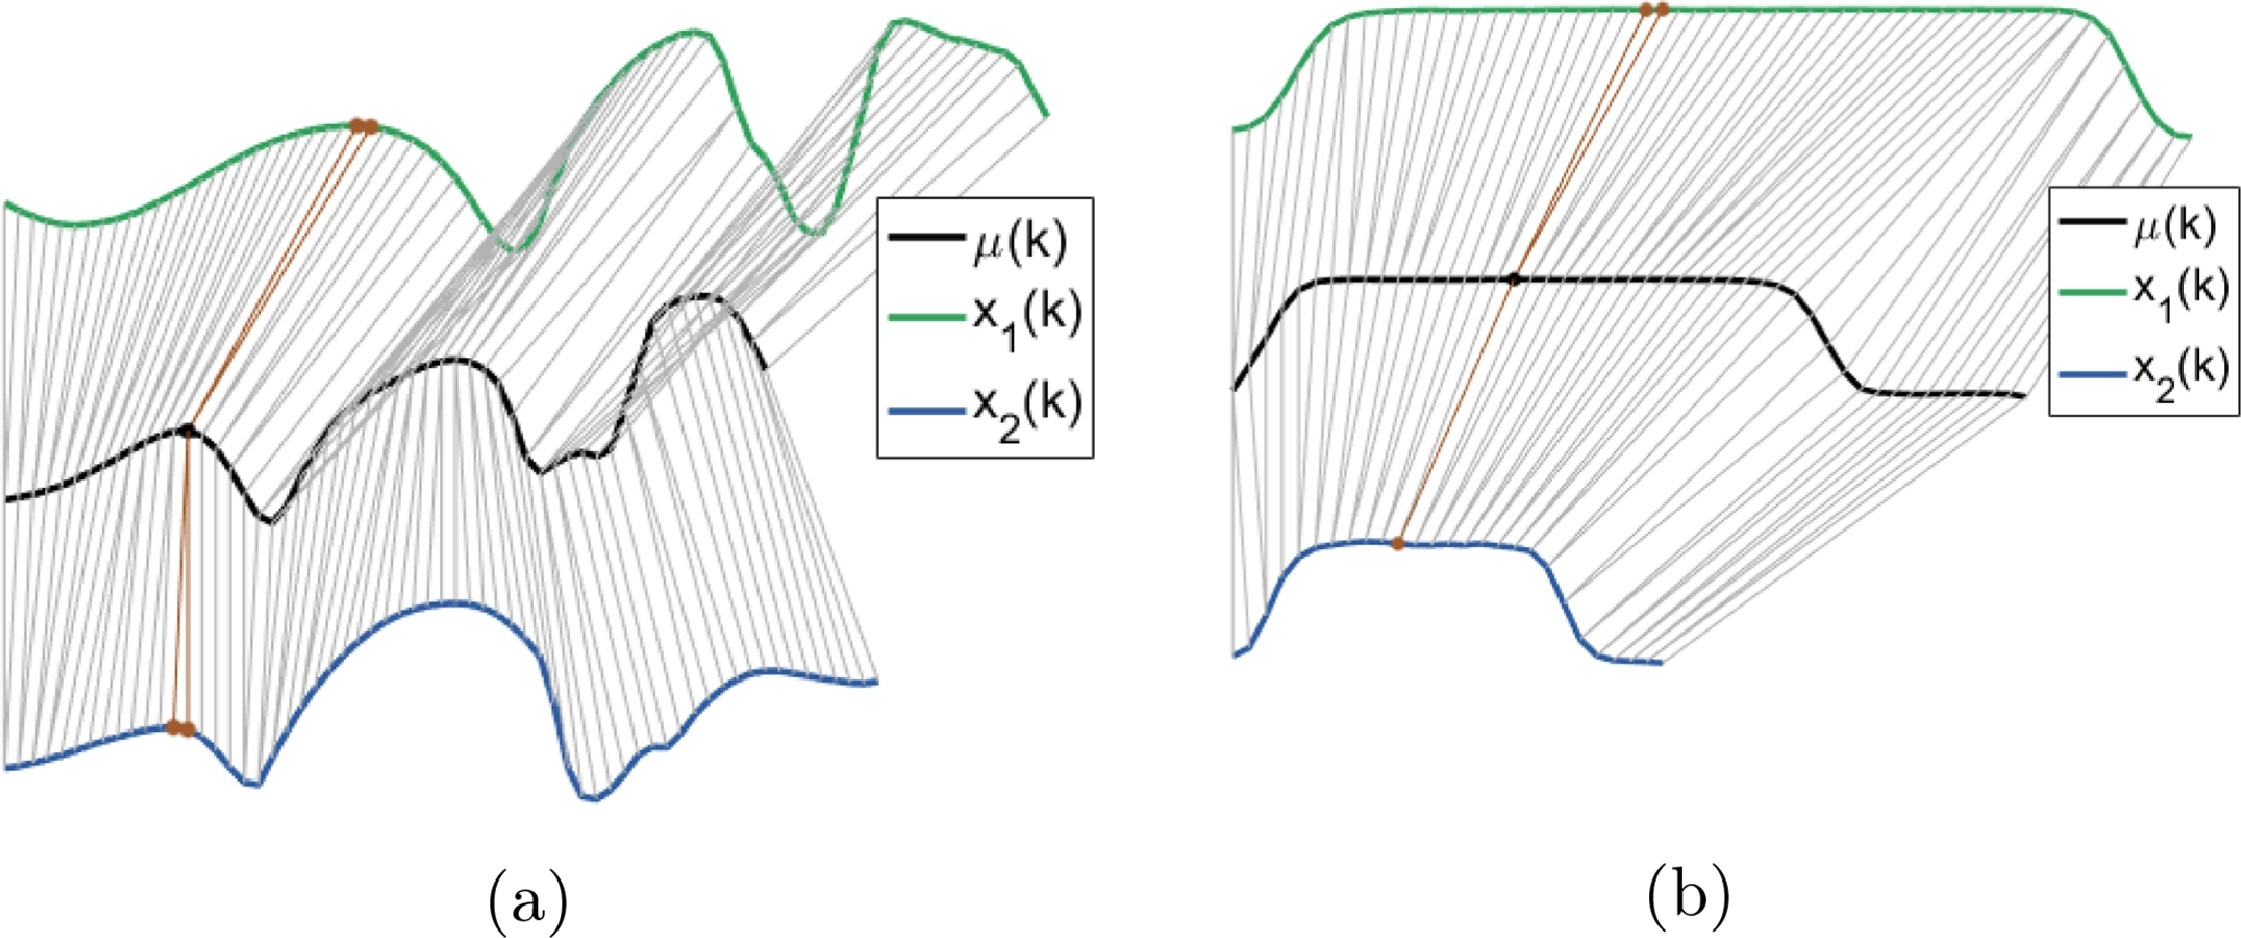 μ(k)
x₁(k)
x₂(k)
μ(k)
x₁(k)
x₂(k)
(a)
(b)